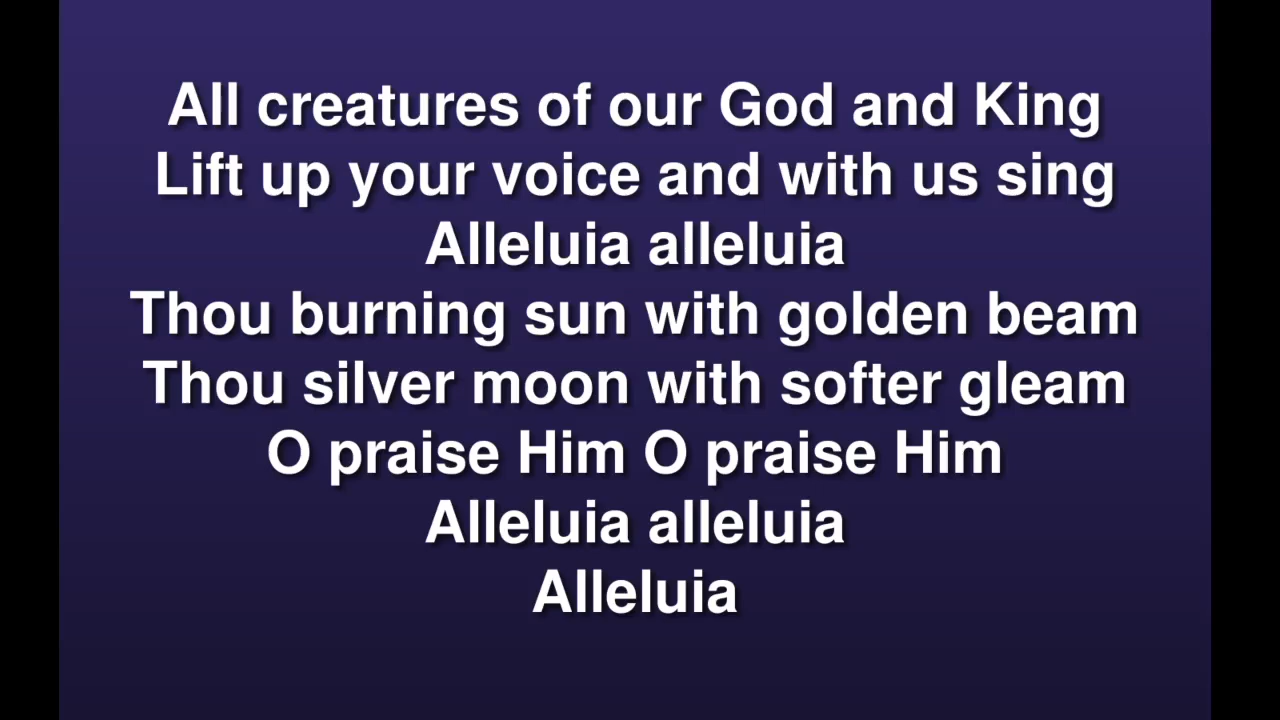 All creatures of our God and King
Lift up your voice and with us sing
Alleluia alleluia
Thou burning sun with golden beam
Thou silver moon with softer gleam
O praise Him O praise Him
Alleluia alleluia
Alleluia